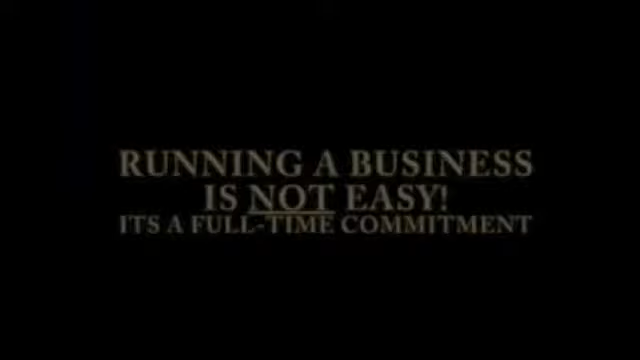 RUNNING A BUSINESS
IS NOT EASY!
ITS A FULL-TIME COMMITMENT